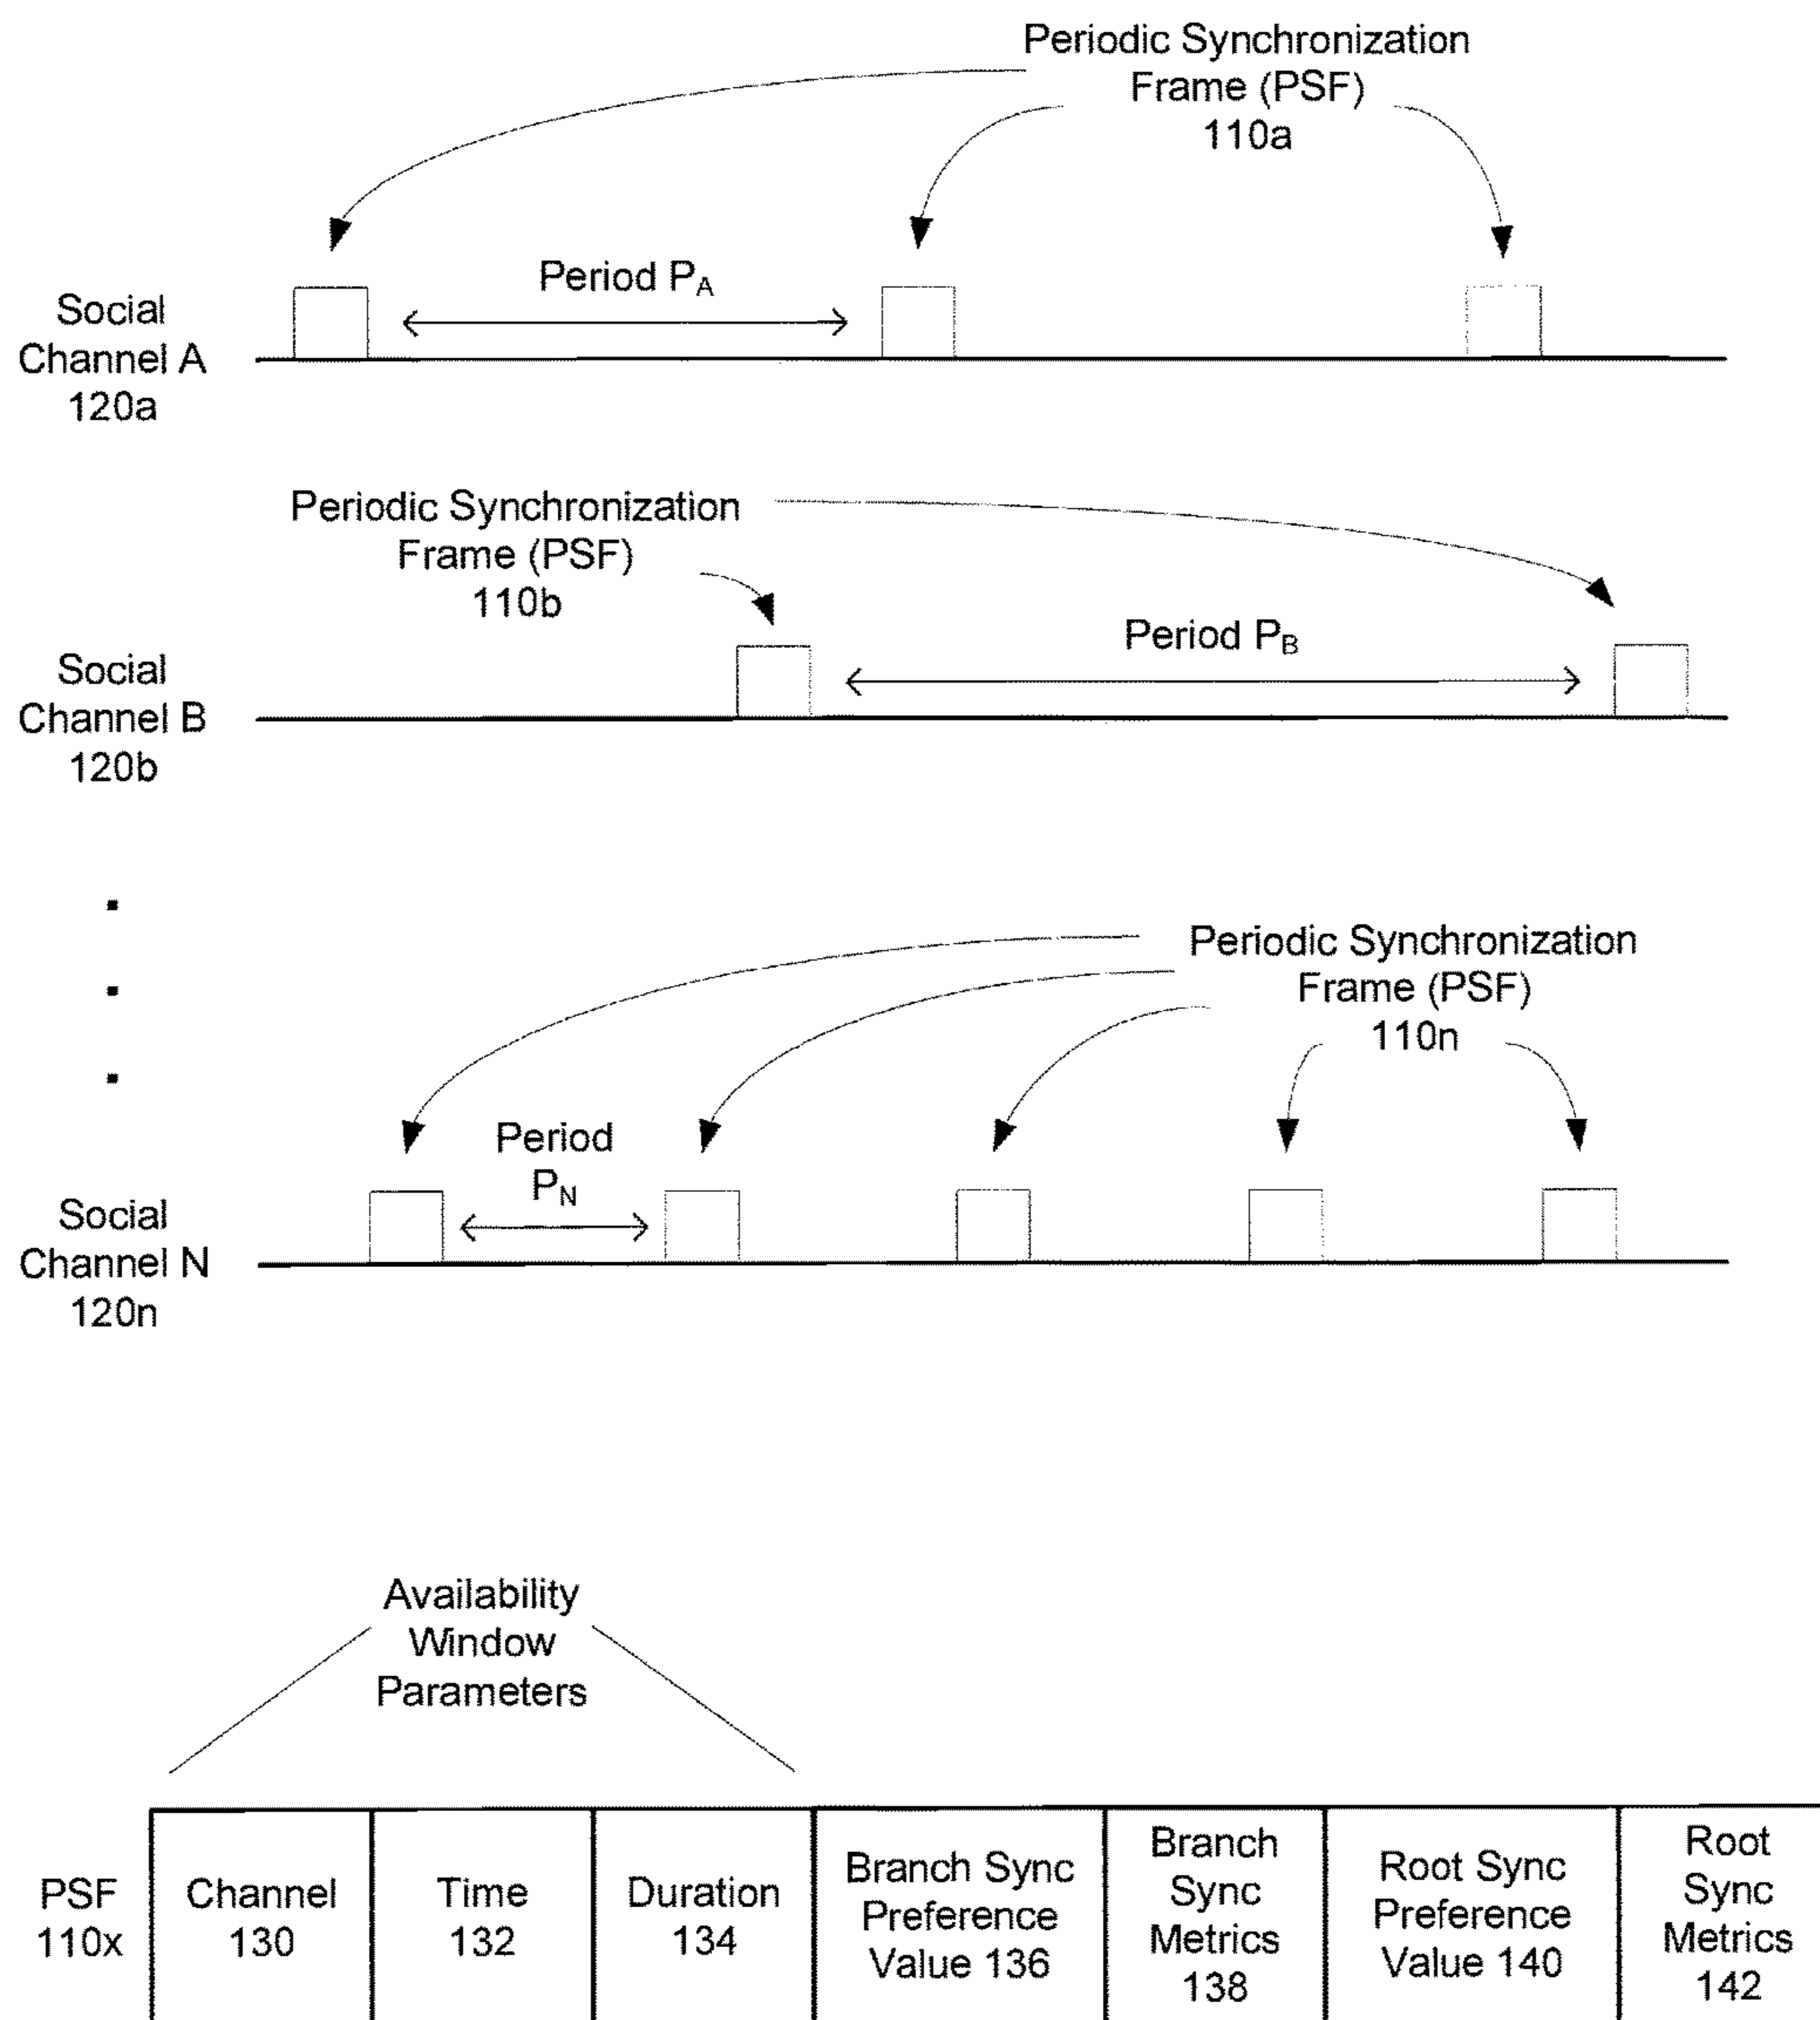 Periodic Synchronization
Frame (PSF)
110a
Period PA
Social
Channel A
120a
Periodic Synchronization
Frame (PSF)
110b
Period PB
Social
Channel B
120b
Periodic Synchronization
Frame (PSF)
110n
Period
PN
Social
Channel N
120n
Availability
Window
Parameters
PSF
110x
Channel
130
Time
132
Duration
134
Branch Sync
Preference
Value 136
Branch
Sync
Metrics
138
Root Sync
Preference
Value 140
Root
Sync
Metrics
142